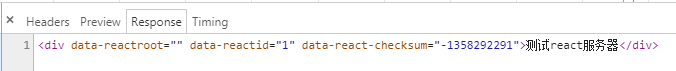 × Headers Preview Response Timing
1 <div data-reactroot="" data-reactid="1" data-react-checksum="-1358292291">测试react服务器</div>